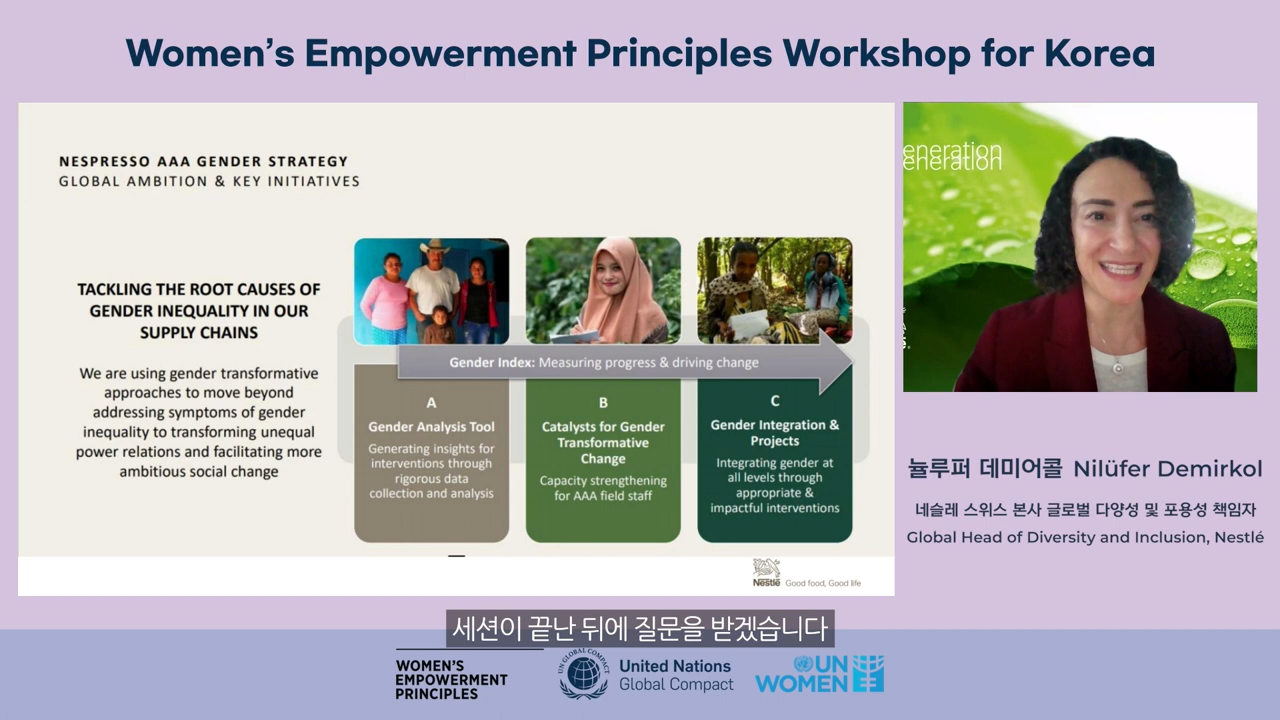 Women's Empowerment Principles Workshop for Korea
NESPRESSO AAA GENDER STRATEGY
GLOBAL AMBITION & KEY INITIATIVES
TACKLING THE ROOT CAUSES OF
GENDER INEQUALITY IN OUR
SUPPLY CHAINS
We are using gender transformative
approaches to move beyond
addressing symptoms of gender
inequality to transforming unequal
power relations and facilitating more
ambitious social change
Gender Index: Measuring progress & driving change
A
Gender Analysis Tool
Generating insights for
interventions through
rigorous data
collection and analysis
B
Catalysts for Gender
Transformative
Change
Capacity strengthening
for AAA field staff
C
Gender Integration &
Projects
Integrating gender at
all levels through
appropriate &
impactful interventions
Nestlé Good food, Good life
eneration
eneration
뉼루퍼 데미어콜 Nilüfer Demirkol
네슬레 스위스 본사 글로벌 다양성 및 포용성 책임자
Global Head of Diversity and Inclusion, Nestlé
세션이 끝난 뒤에 질문을 받겠습니다
WOMEN'S
EMPOWERMENT
PRINCIPLES
UN GLOBAL COMPACT
United Nations
Global Compact
UN
WOMEN